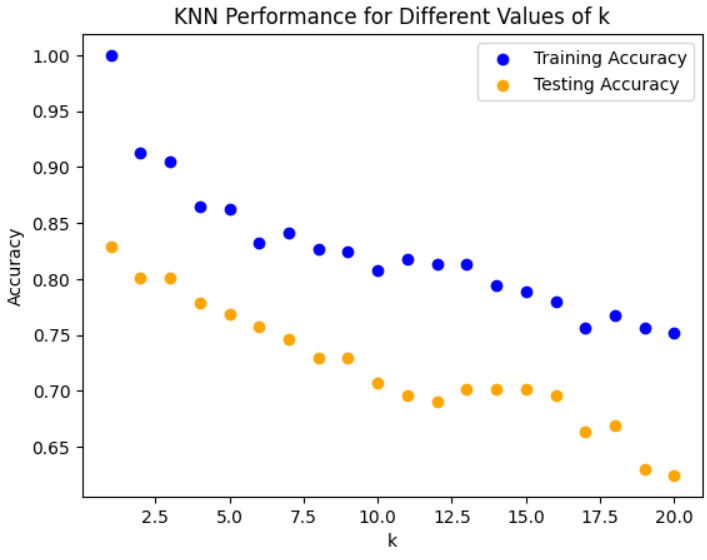 KNN Performance for Different Values of k
Training Accuracy
Testing Accuracy
Accuracy
1.00
0.95
0.90
0.85
0.80
0.75
0.70
0.65
2.5 5.0 7.5 10.0 12.5 15.0 17.5 20.0
k